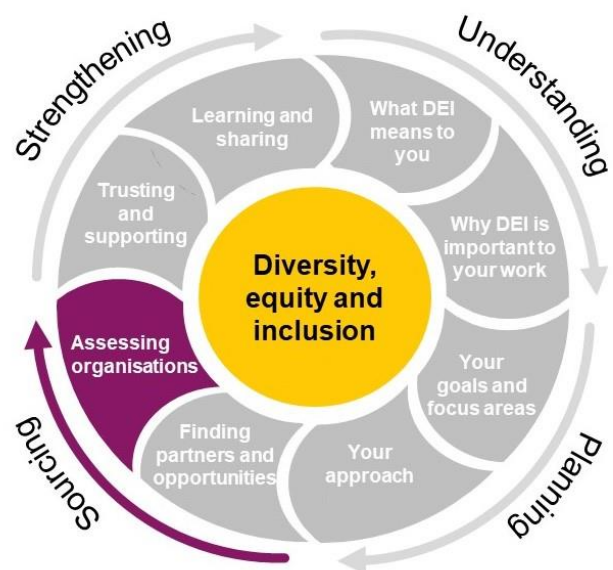 Strengthening
Understanding
Learning and
sharing
What DEI
means to
you
Trusting
and
supporting
Why DEI is
important to
your work
Diversity,
equity and
inclusion
Assessing
organisations
Your
goals and
focus areas
Finding
partners and
opportunities
Your
approach
Sourcing
Planning